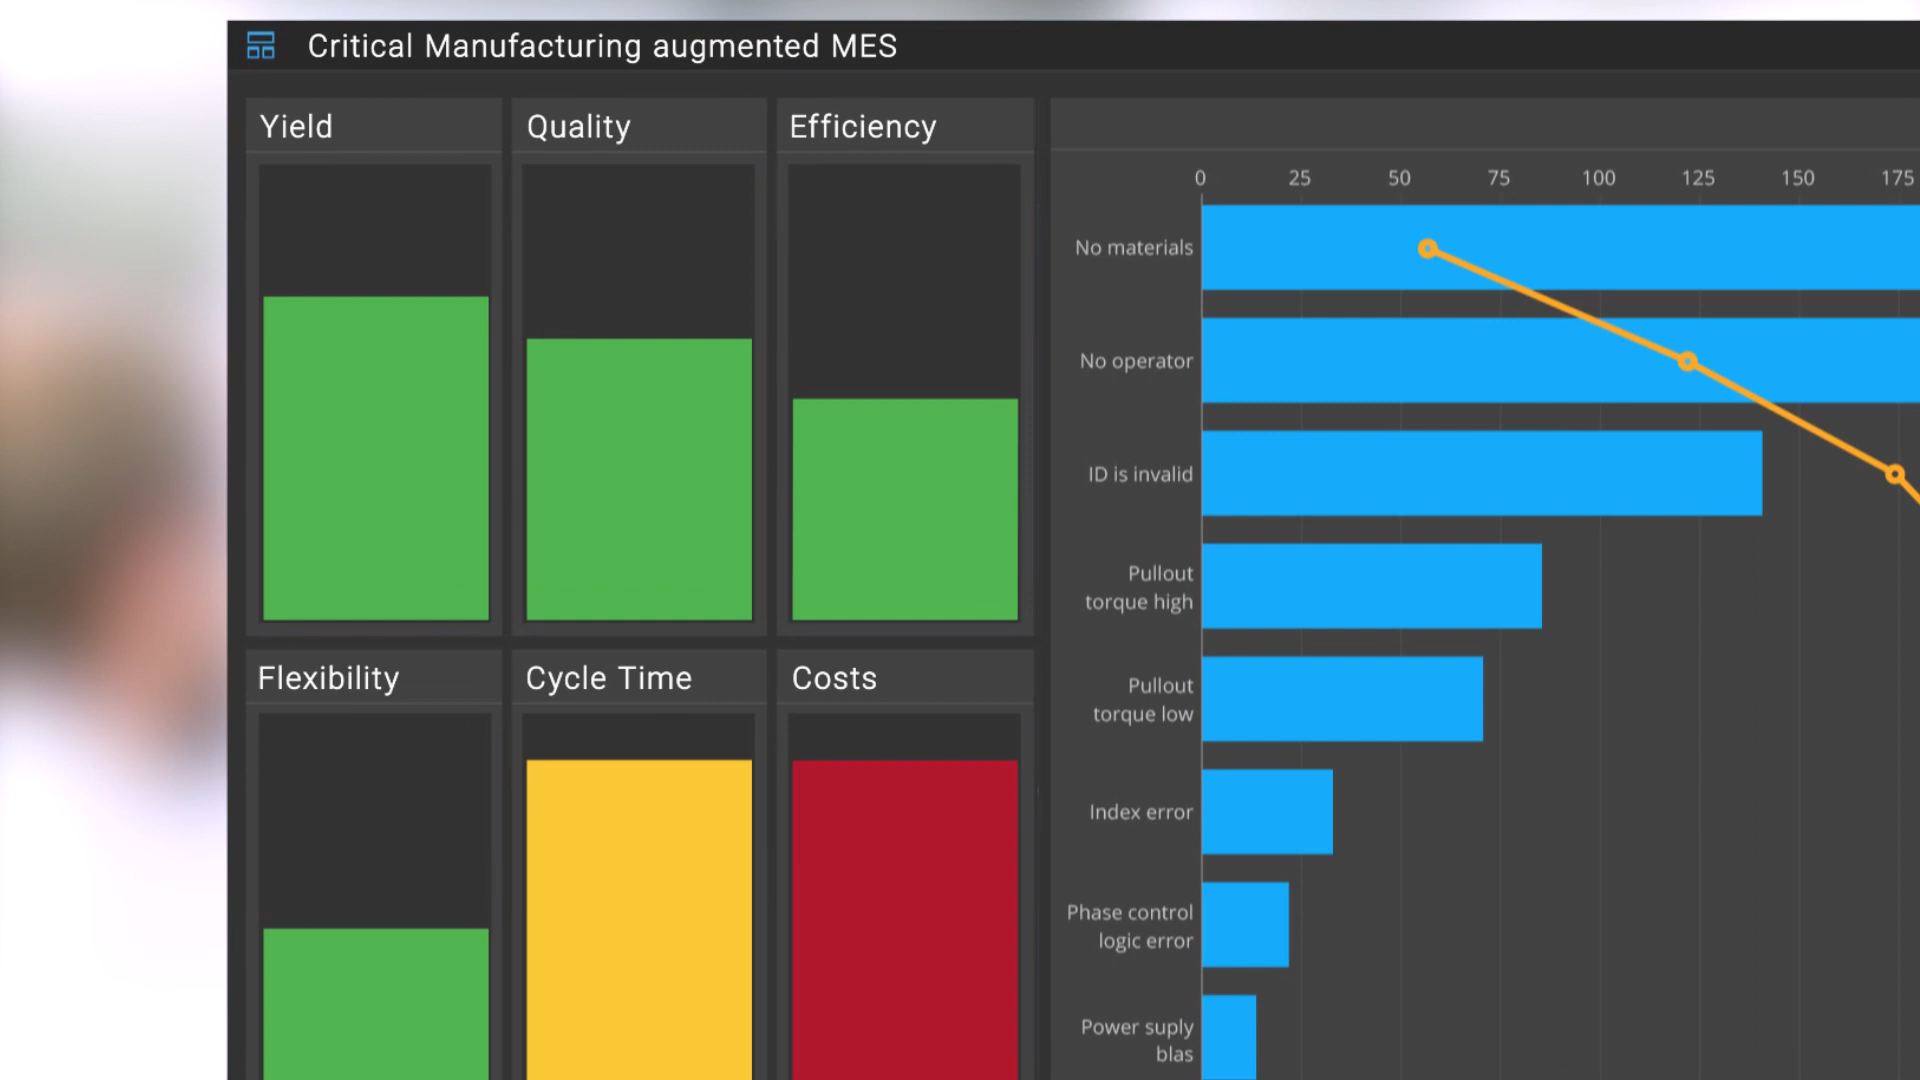 Critical Manufacturing augmented MES
Yield
Quality
Efficiency
Flexibility
Cycle Time
Costs
0 25 50 75 100 125 150 175
No materials
No operator
ID is invalid
Pullout
torque high
Pullout
torque low
Index error
Phase control
logic error
Power suply
blas